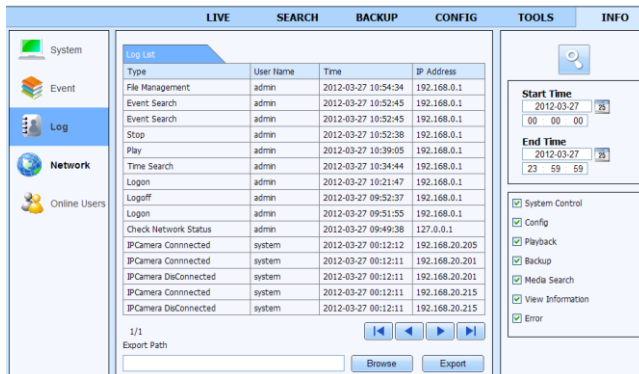 LIVE SEARCH BACKUP CONFIG TOOLS INFO
System
Event
Log
Network
Online Users
Log List
Type User Name Time IP Address
File Management admin 2012-03-27 10:54:34 192.168.0.1
Event Search admin 2012-03-27 10:52:45 192.168.0.1
Event Search admin 2012-03-27 10:52:45 192.168.0.1
Stop admin 2012-03-27 10:52:38 192.168.0.1
Play admin 2012-03-27 10:39:05 192.168.0.1
Time Search admin 2012-03-27 10:34:44 192.168.0.1
Logon admin 2012-03-27 10:21:47 192.168.0.1
Logoff admin 2012-03-27 09:52:37 192.168.0.1
Logon admin 2012-03-27 09:51:55 192.168.0.1
Check Network Status admin 2012-03-27 09:49:38 127.0.0.1
IPCamera Connnected system 2012-03-27 00:12:12 192.168.20.205
IPCamera Connnected system 2012-03-27 00:12:11 192.168.20.201
IPCamera DisConnected system 2012-03-27 00:12:11 192.168.20.201
IPCamera Connnected system 2012-03-27 00:12:11 192.168.20.215
IPCamera DisConnected system 2012-03-27 00:12:11 192.168.20.215
1/1
Export Path
Browse Export
Start Time
2012-03-27 25
00 : 00 : 00
End Time
2012-03-27 25
23 : 59 : 59
System Control
Config
Playback
Backup
Media Search
View Information
Error